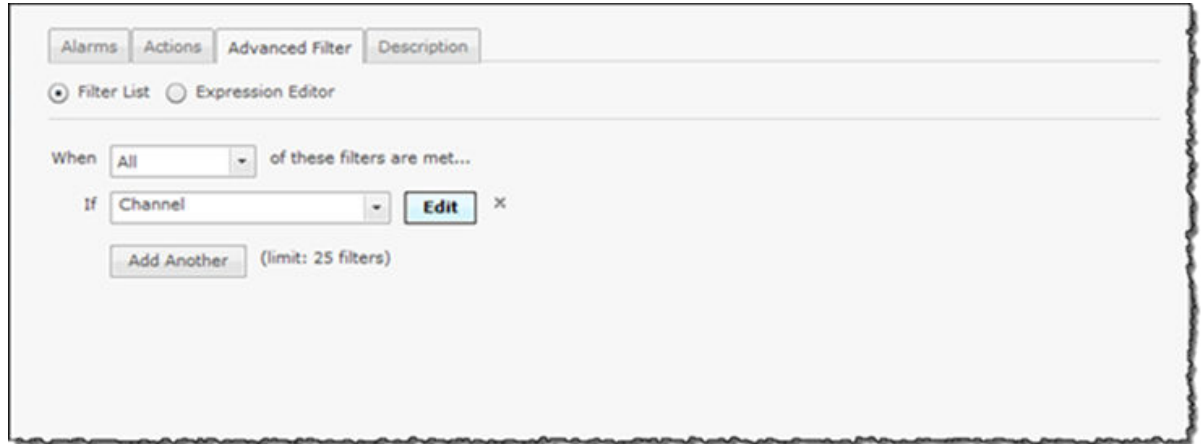 Alarms Actions Advanced Filter Description
Filter List Expression Editor
When All of these filters are met...
If Channel Edit ×
Add Another (limit: 25 filters)